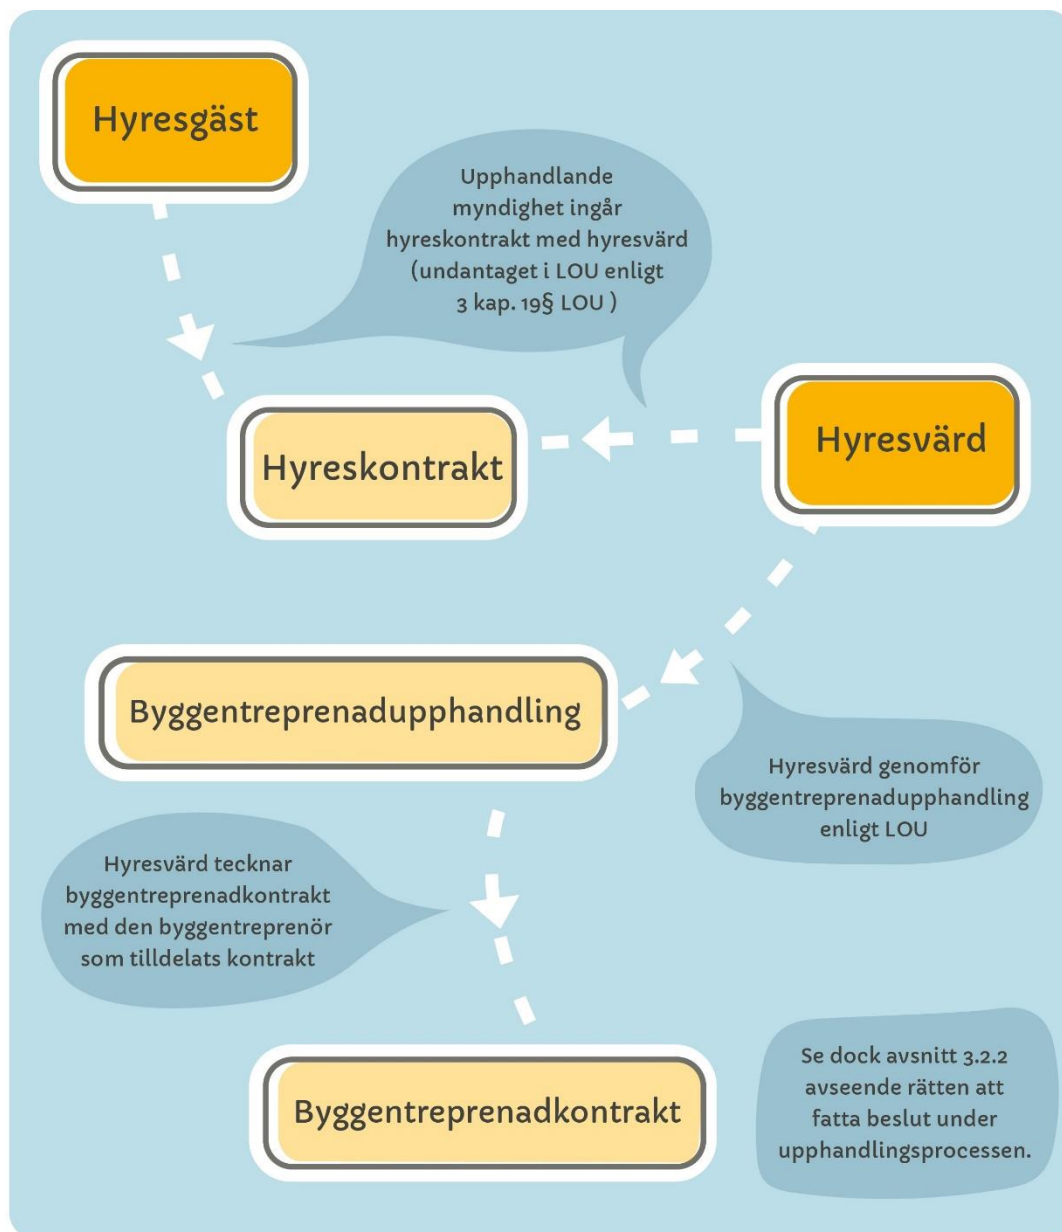 Hyresgäst
Upphandlande
myndighet ingår
hyreskontrakt med hyresvärd
(undantaget i LOU enligt
3 kap. 19§ LOU )
Hyresvärd
Hyreskontrakt
Byggentreprenadupphandling
Hyresvärd genomför
byggentreprenadupphandling
enligt LOU
Hyresvärd tecknar
byggentreprenadkontrakt
med den byggentreprenör
som tilldelats kontrakt
Byggentreprenadkontrakt
Se dock avsnitt 3.2.2
avseende rätten att
fatta beslut under
upphandlingsprocessen.